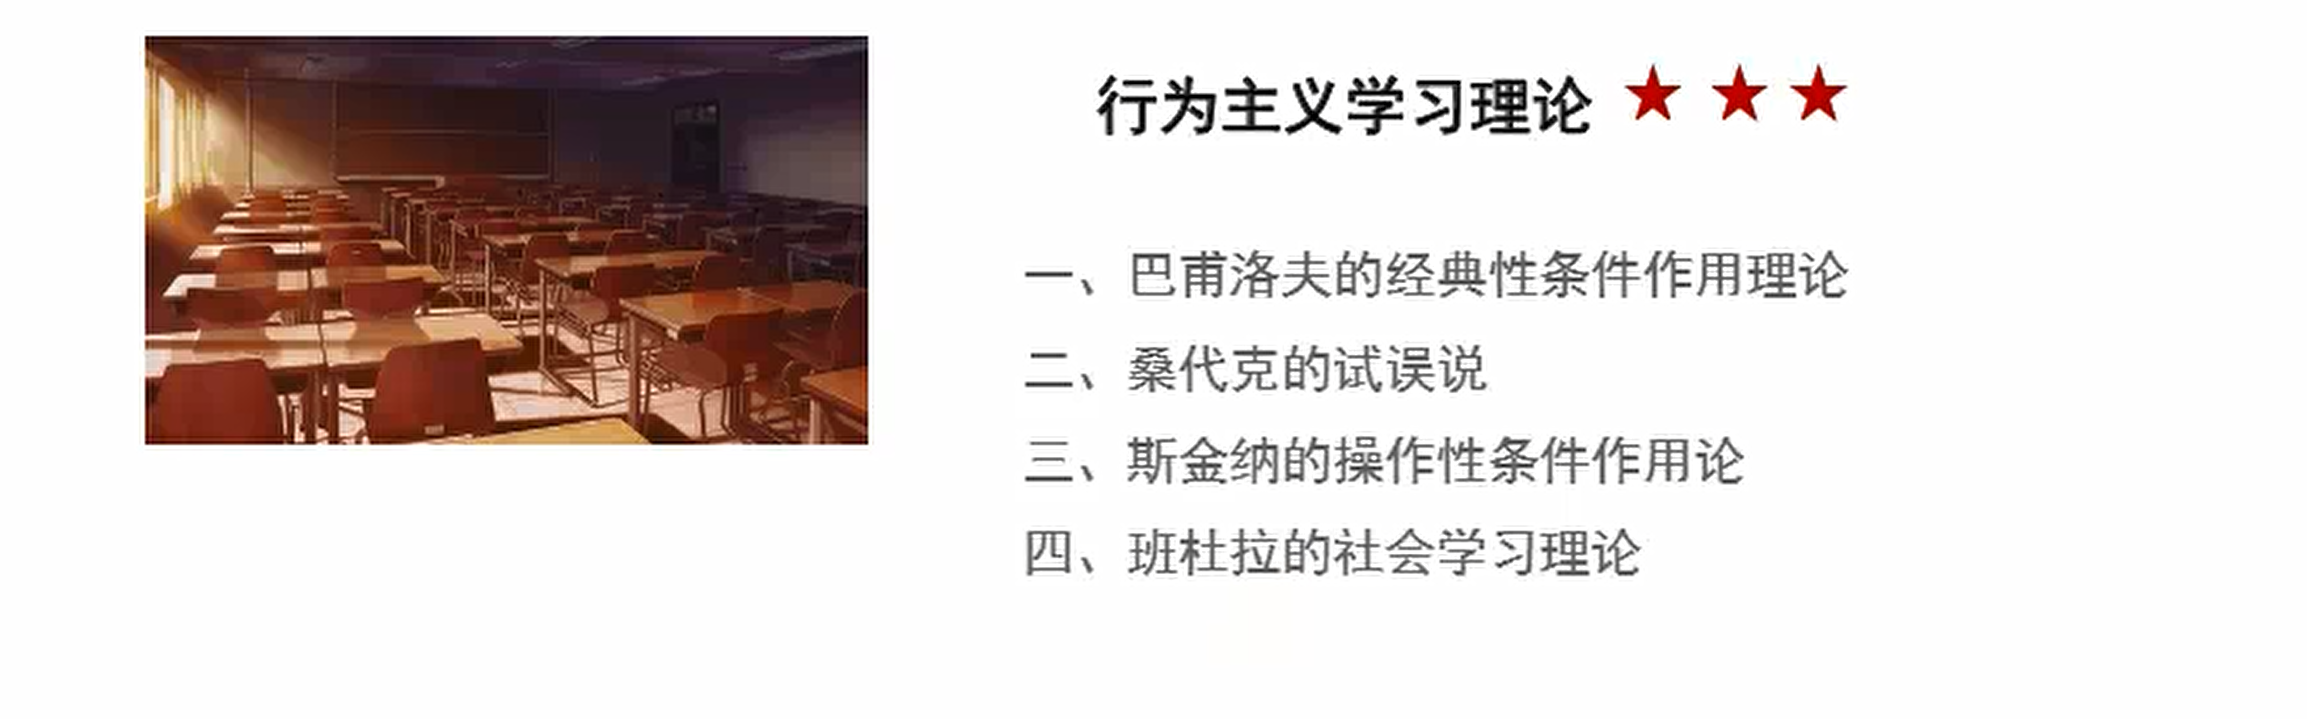 行为主义学习理论 ★ ★ ★
一、巴甫洛夫的经典性条件作用理论
二、桑代克的试误说
三、斯金纳的操作性条件作用论
四、班杜拉的社会学习理论